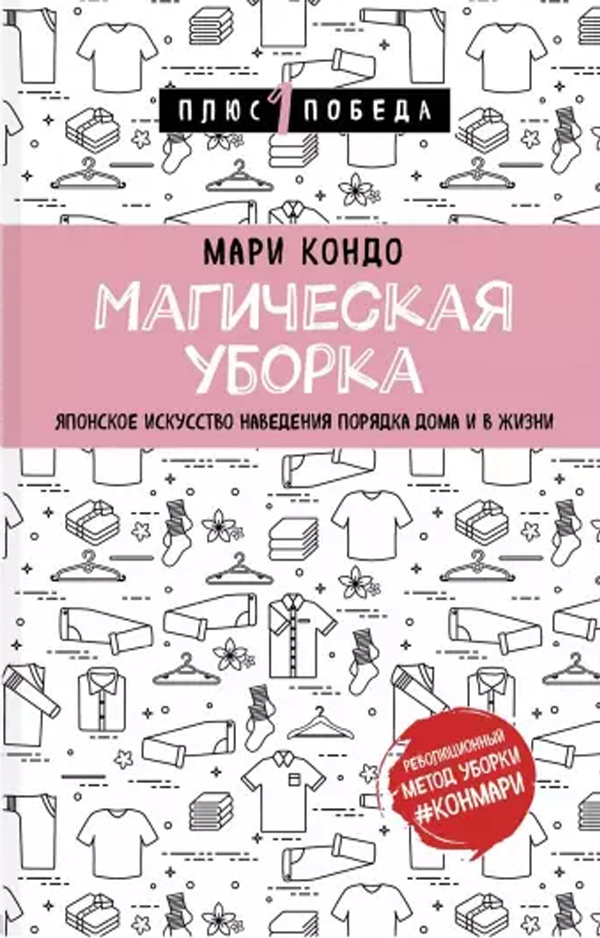 ПЛЮС 1 ПОБЕДА
МАРИ КОНДО
МАГИЧЕСКАЯ
УБОРКА
ЯПОНСКОЕ ИСКУССТВО НАВЕДЕНИЯ ПОРЯДКА ДОМА И В ЖИЗНИ
РЕВОЛЮЦИОННЫЙ
МЕТОД УБОРКИ
#КОНМАРИ